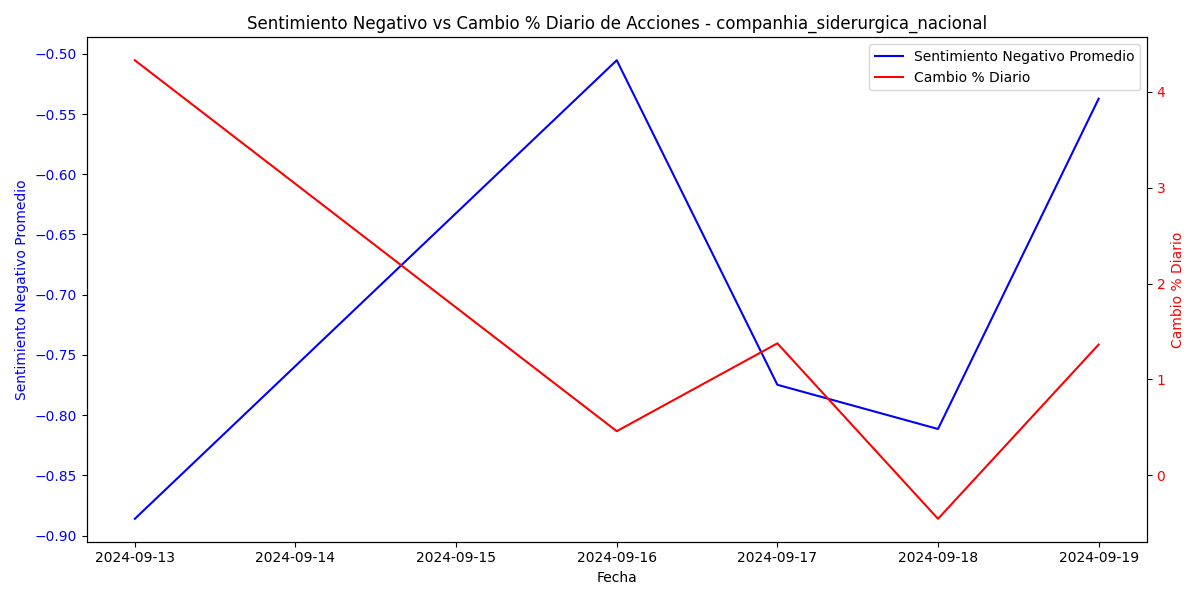 Sentimiento Negativo vs Cambio % Diario de Acciones - companhia_siderurgica_nacional
Sentimiento Negativo Promedio
Cambio % Diario
−0.50
−0.55
−0.60
−0.65
−0.70
−0.75
−0.80
−0.85
−0.90
Sentimiento Negativo Promedio
4
3
2
1
0
Cambio % Diario
2024-09-13 2024-09-14 2024-09-15 2024-09-16 2024-09-17 2024-09-18 2024-09-19
Fecha